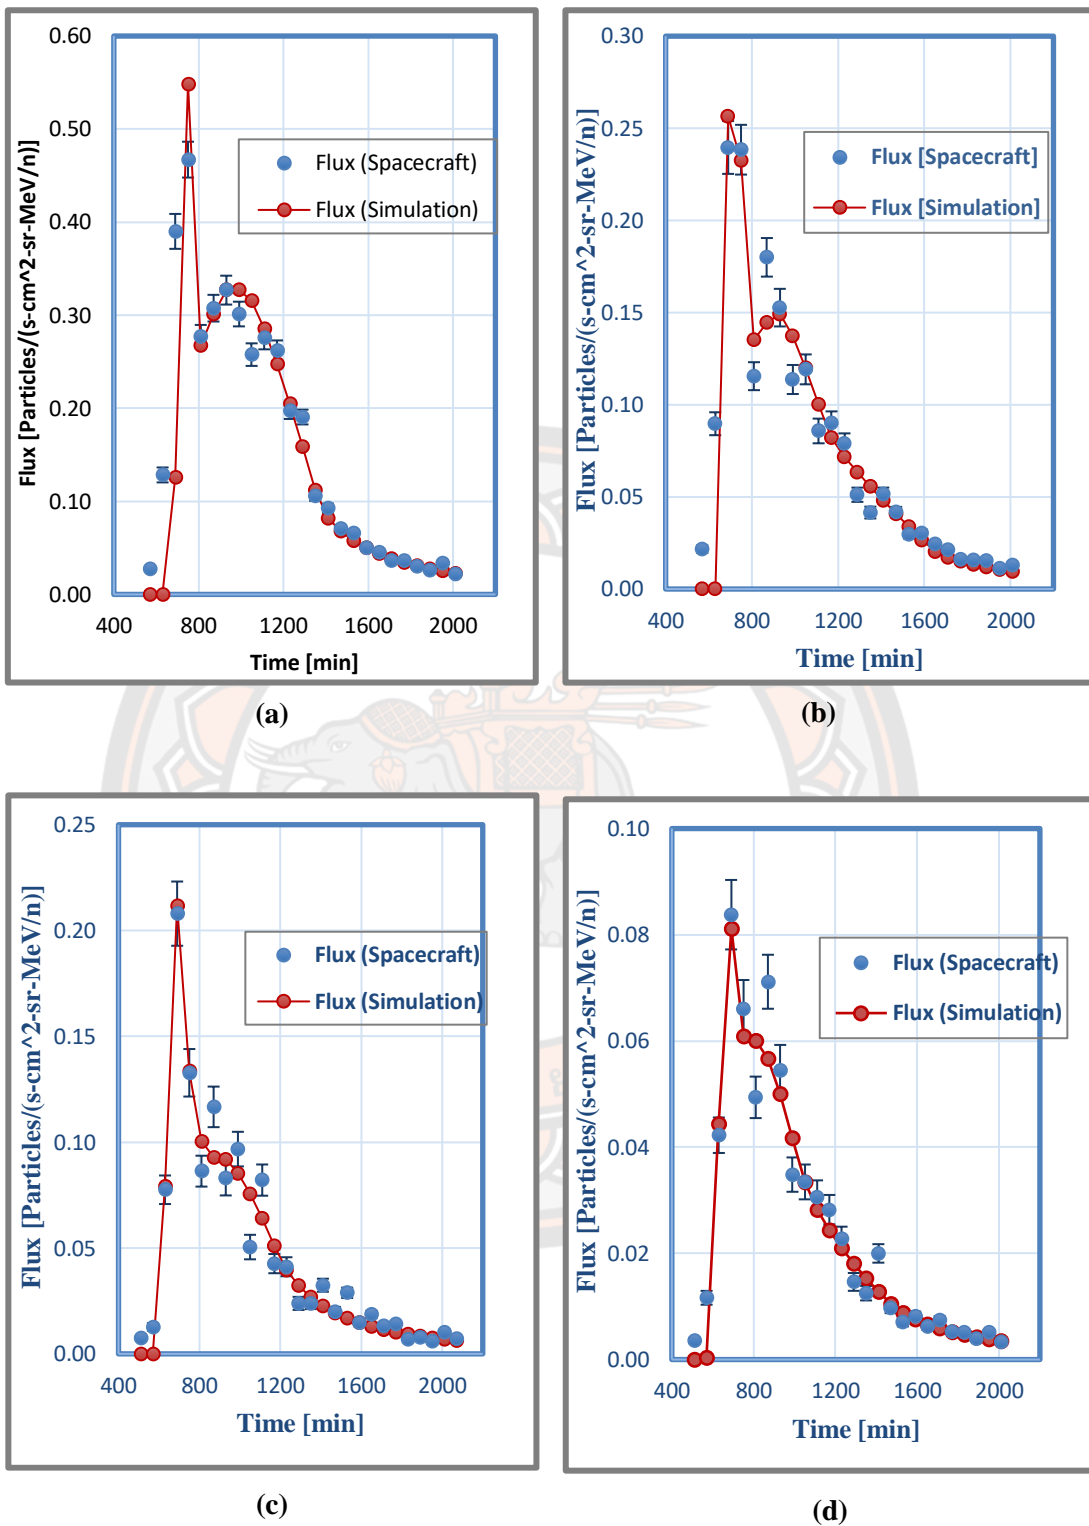 0.60
0.50
0.40
0.30
0.20
0.10
0.00
400 800 1200 1600 2000
Flux [Particles/(s-cm^2-sr-MeV/n)]
Time [min]
Flux (Spacecraft)
Flux (Simulation)
(a)
0.30
0.25
0.20
0.15
0.10
0.05
0.00
400 800 1200 1600 2000
Flux [Particles/(s-cm^2-sr-MeV/n)]
Time [min]
Flux [Spacecraft]
Flux [Simulation]
(b)
0.25
0.20
0.15
0.10
0.05
0.00
400 800 1200 1600 2000
Flux [Particles/(s-cm^2-sr-MeV/n)]
Time [min]
Flux (Spacecraft)
Flux (Simulation)
(c)
0.10
0.08
0.06
0.04
0.02
0.00
400 800 1200 1600 2000
Flux [Particles/(s-cm^2-sr-MeV/n)]
Time [min]
Flux (Spacecraft)
Flux (Simulation)
(d)